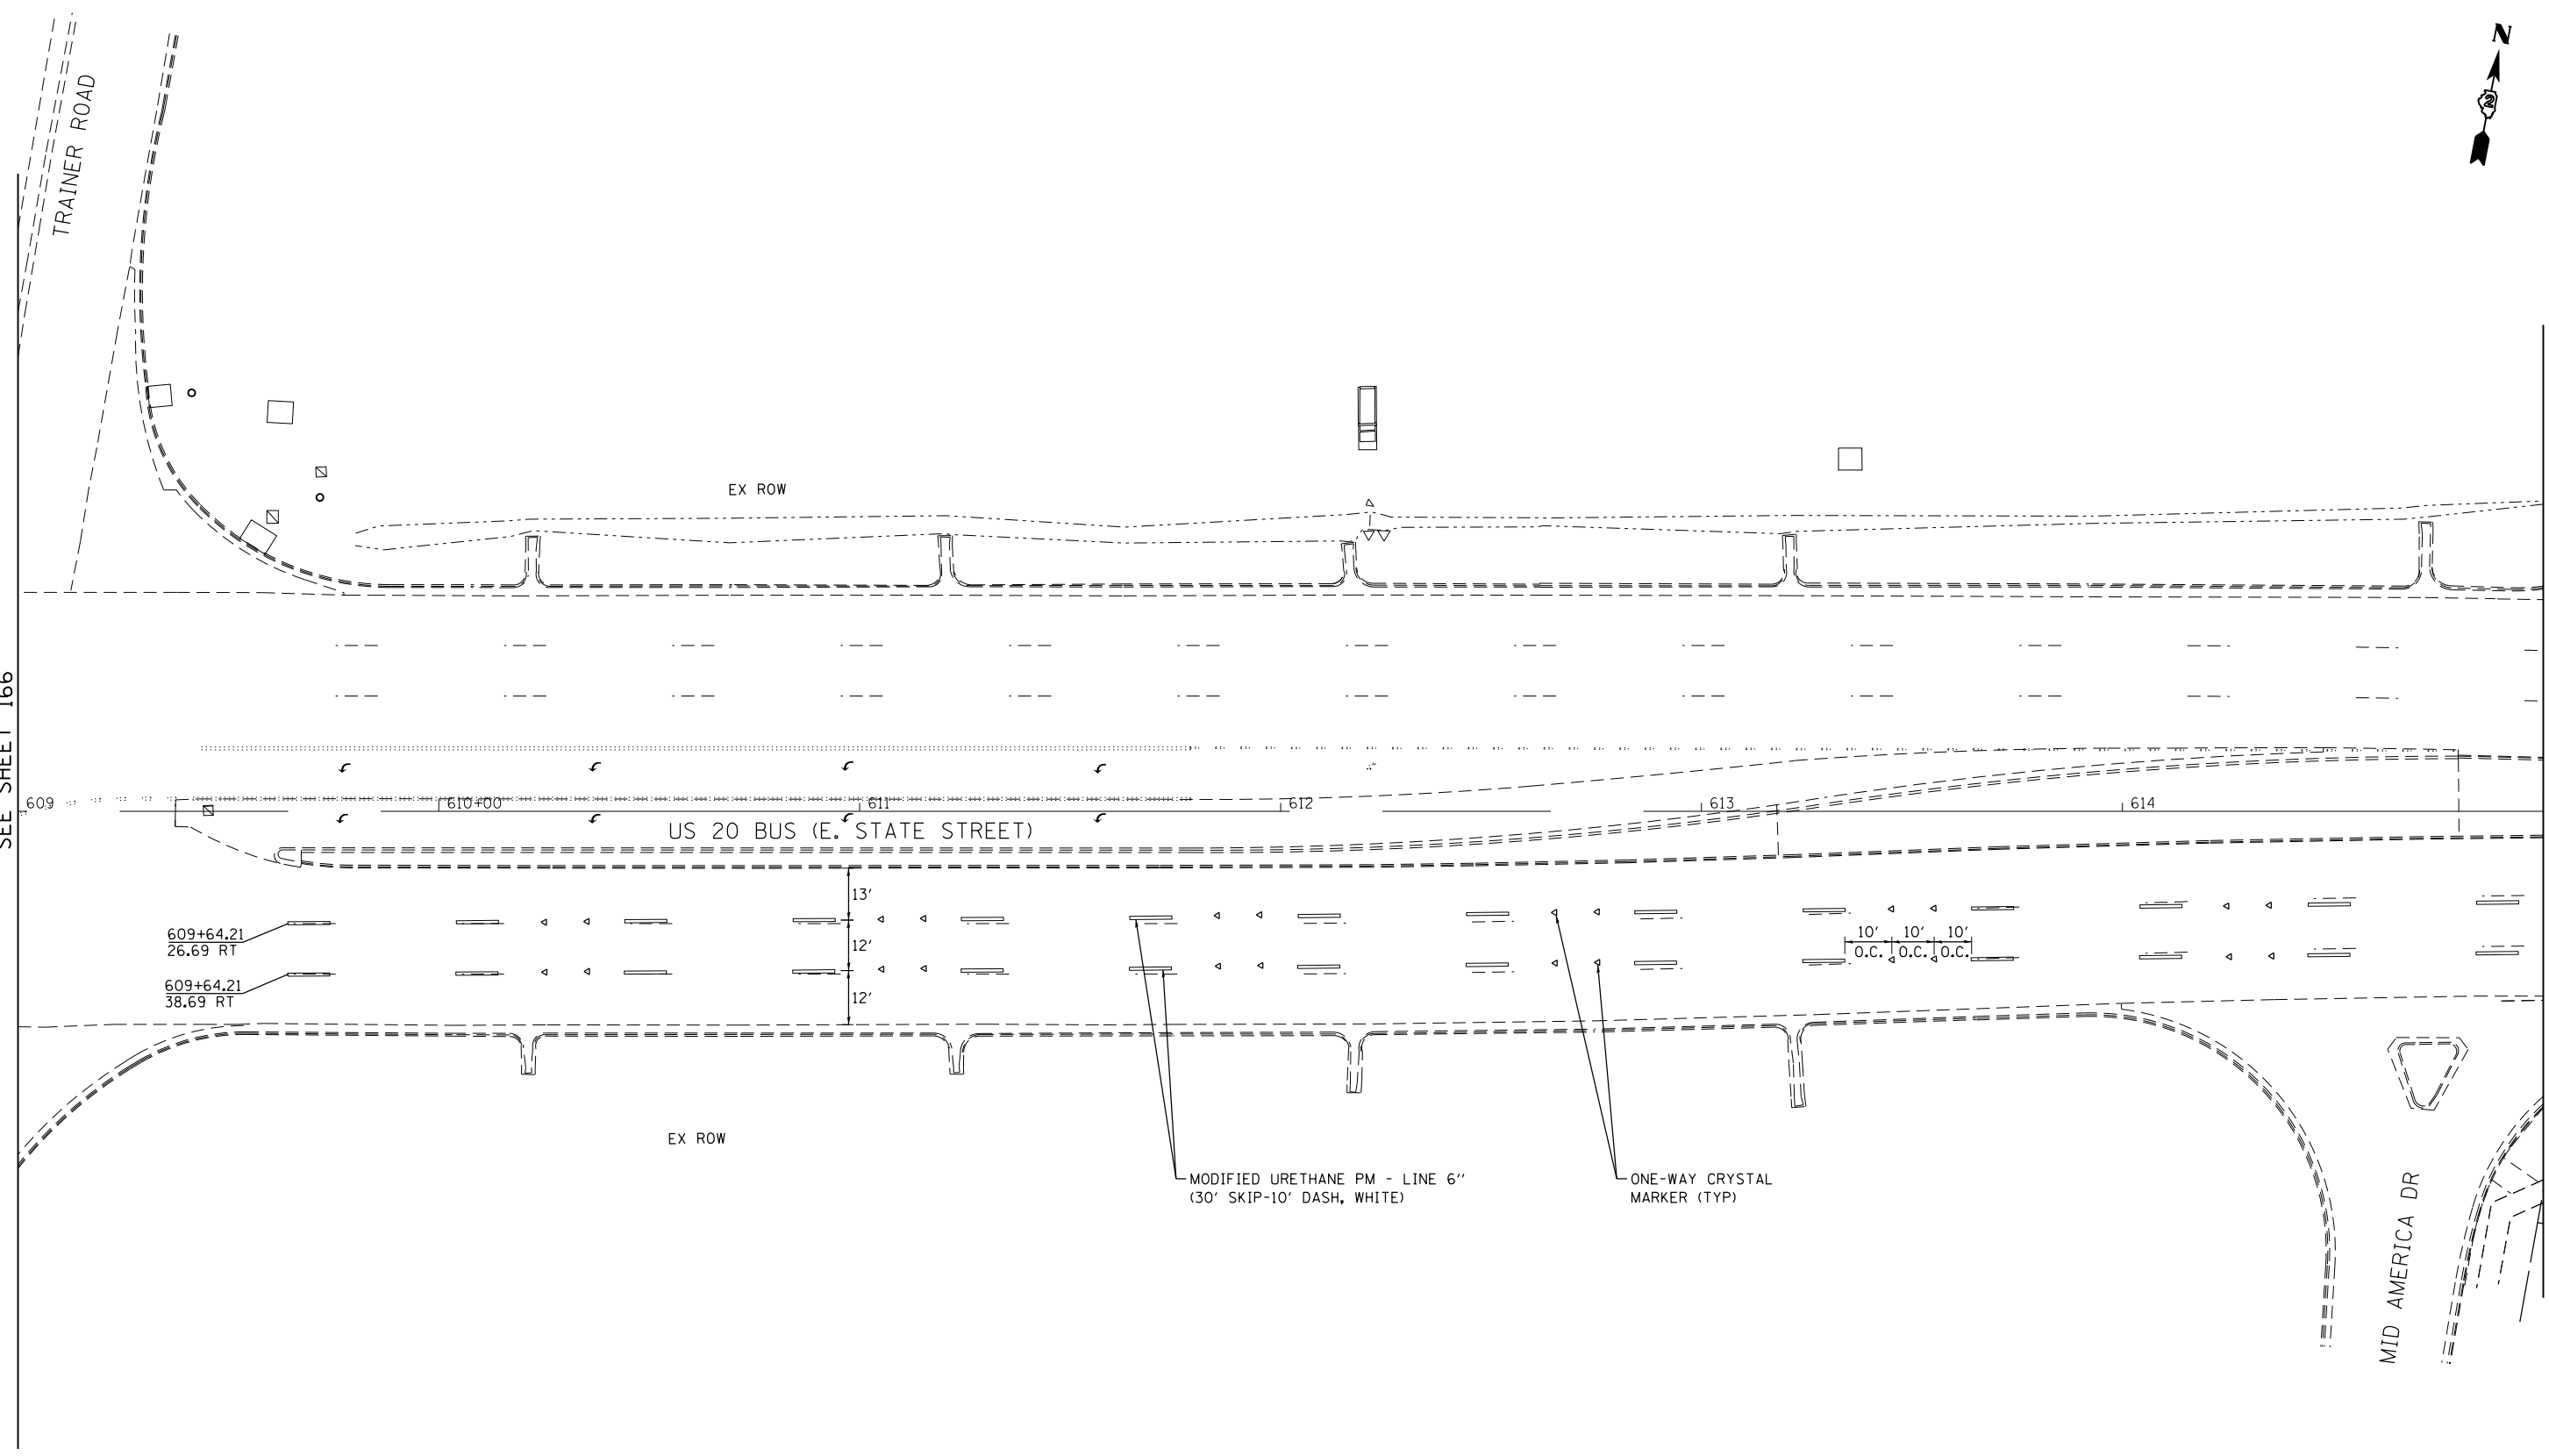 N
2
TRAINER ROAD
SEE SHEET 166
EX ROW
609
610+00
611
612
613
614
US 20 BUS (E. STATE STREET)
13'
12'
12'
609+64.21
26.69 RT
609+64.21
38.69 RT
10' 10' 10'
O.C. O.C. O.C.
EX ROW
MODIFIED URETHANE PM - LINE 6''
(30' SKIP-10' DASH, WHITE)
ONE-WAY CRYSTAL
MARKER (TYP)
MID AMERICA DR